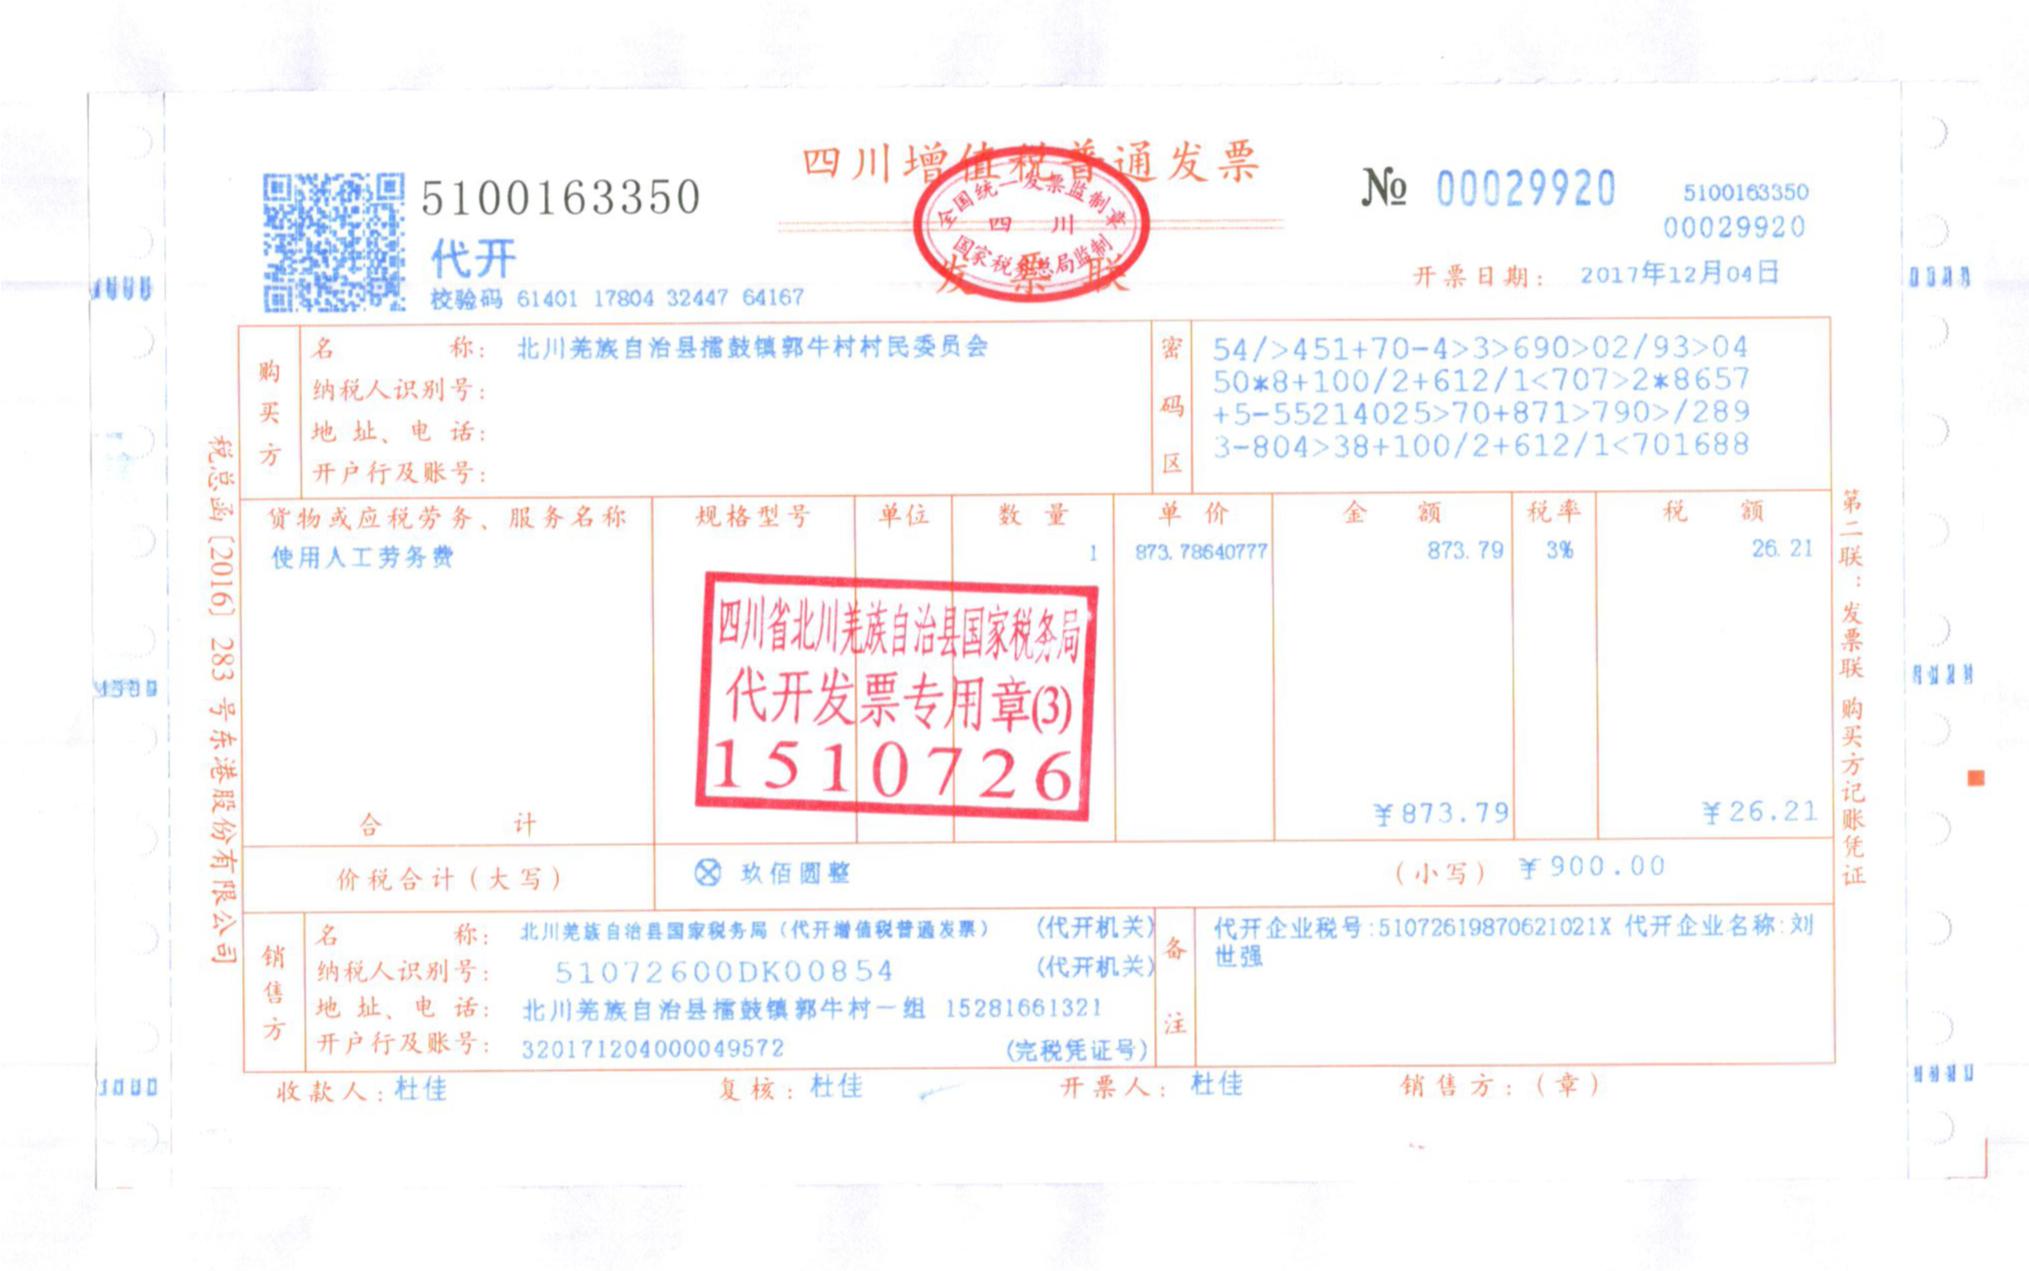 四川增值税普通发票
全国统一发票监制章
四 川
国家税务总局监制
发票联
5100163350
代开
校验码 61401 17804 32447 64167
№ 00029920
5100163350
00029920
开票日期: 2017年12月04日
购买方
名 称: 北川羌族自治县擂鼓镇郭牛村村民委员会
纳税人识别号:
地 址、电 话:
开户行及账号:
密码区
54/>451+70-4>3>690>02/93>04
50*8+100/2+612/1<707>2*8657
+5-55214025>70+871>790>/289
3-804>38+100/2+612/1<701688
货物或应税劳务、服务名称 规格型号 单位 数 量 单 价 金 额 税率 税 额
使用人工劳务费 1 873.78640777 873.79 3% 26.21
四川省北川羌族自治县国家税务局
代开发票专用章(3)
1510726
合 计 ¥873.79 ¥26.21
价税合计(大写) ⊗ 玖佰圆整 (小写) ¥900.00
销售方
名 称: 北川羌族自治县国家税务局(代开增值税普通发票) (代开机关)
纳税人识别号: 51072600DK00854 (代开机关)
地 址、电 话: 北川羌族自治县擂鼓镇郭牛村一组 15281661321
开户行及账号: 320171204000049572 (完税凭证号)
备注
代开企业税号:51072619870621021X 代开企业名称:刘
世强
收款人:杜佳 复核:杜佳 开票人:杜佳 销售方:(章)
税总函[2016] 283 号东港股份有限公司
第二联:发票联 购买方记账凭证